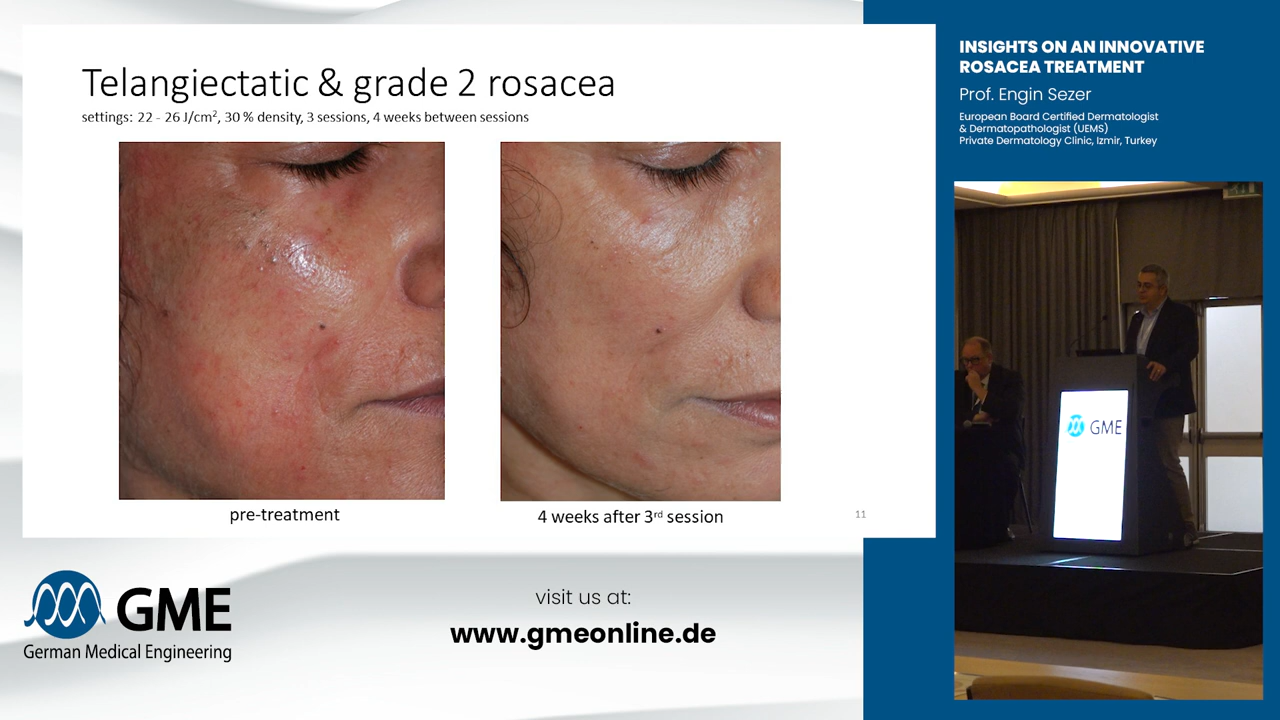 Telangiectatic & grade 2 rosacea
settings: 22 - 26 J/cm², 30 % density, 3 sessions, 4 weeks between sessions
pre-treatment
4 weeks after 3rd session
11
INSIGHTS ON AN INNOVATIVE
ROSACEA TREATMENT
Prof. Engin Sezer
European Board Certified Dermatologist
& Dermatopathologist (UEMS)
Private Dermatology Clinic, Izmir, Turkey
GME
GME
German Medical Engineering
visit us at:
www.gmeonline.de